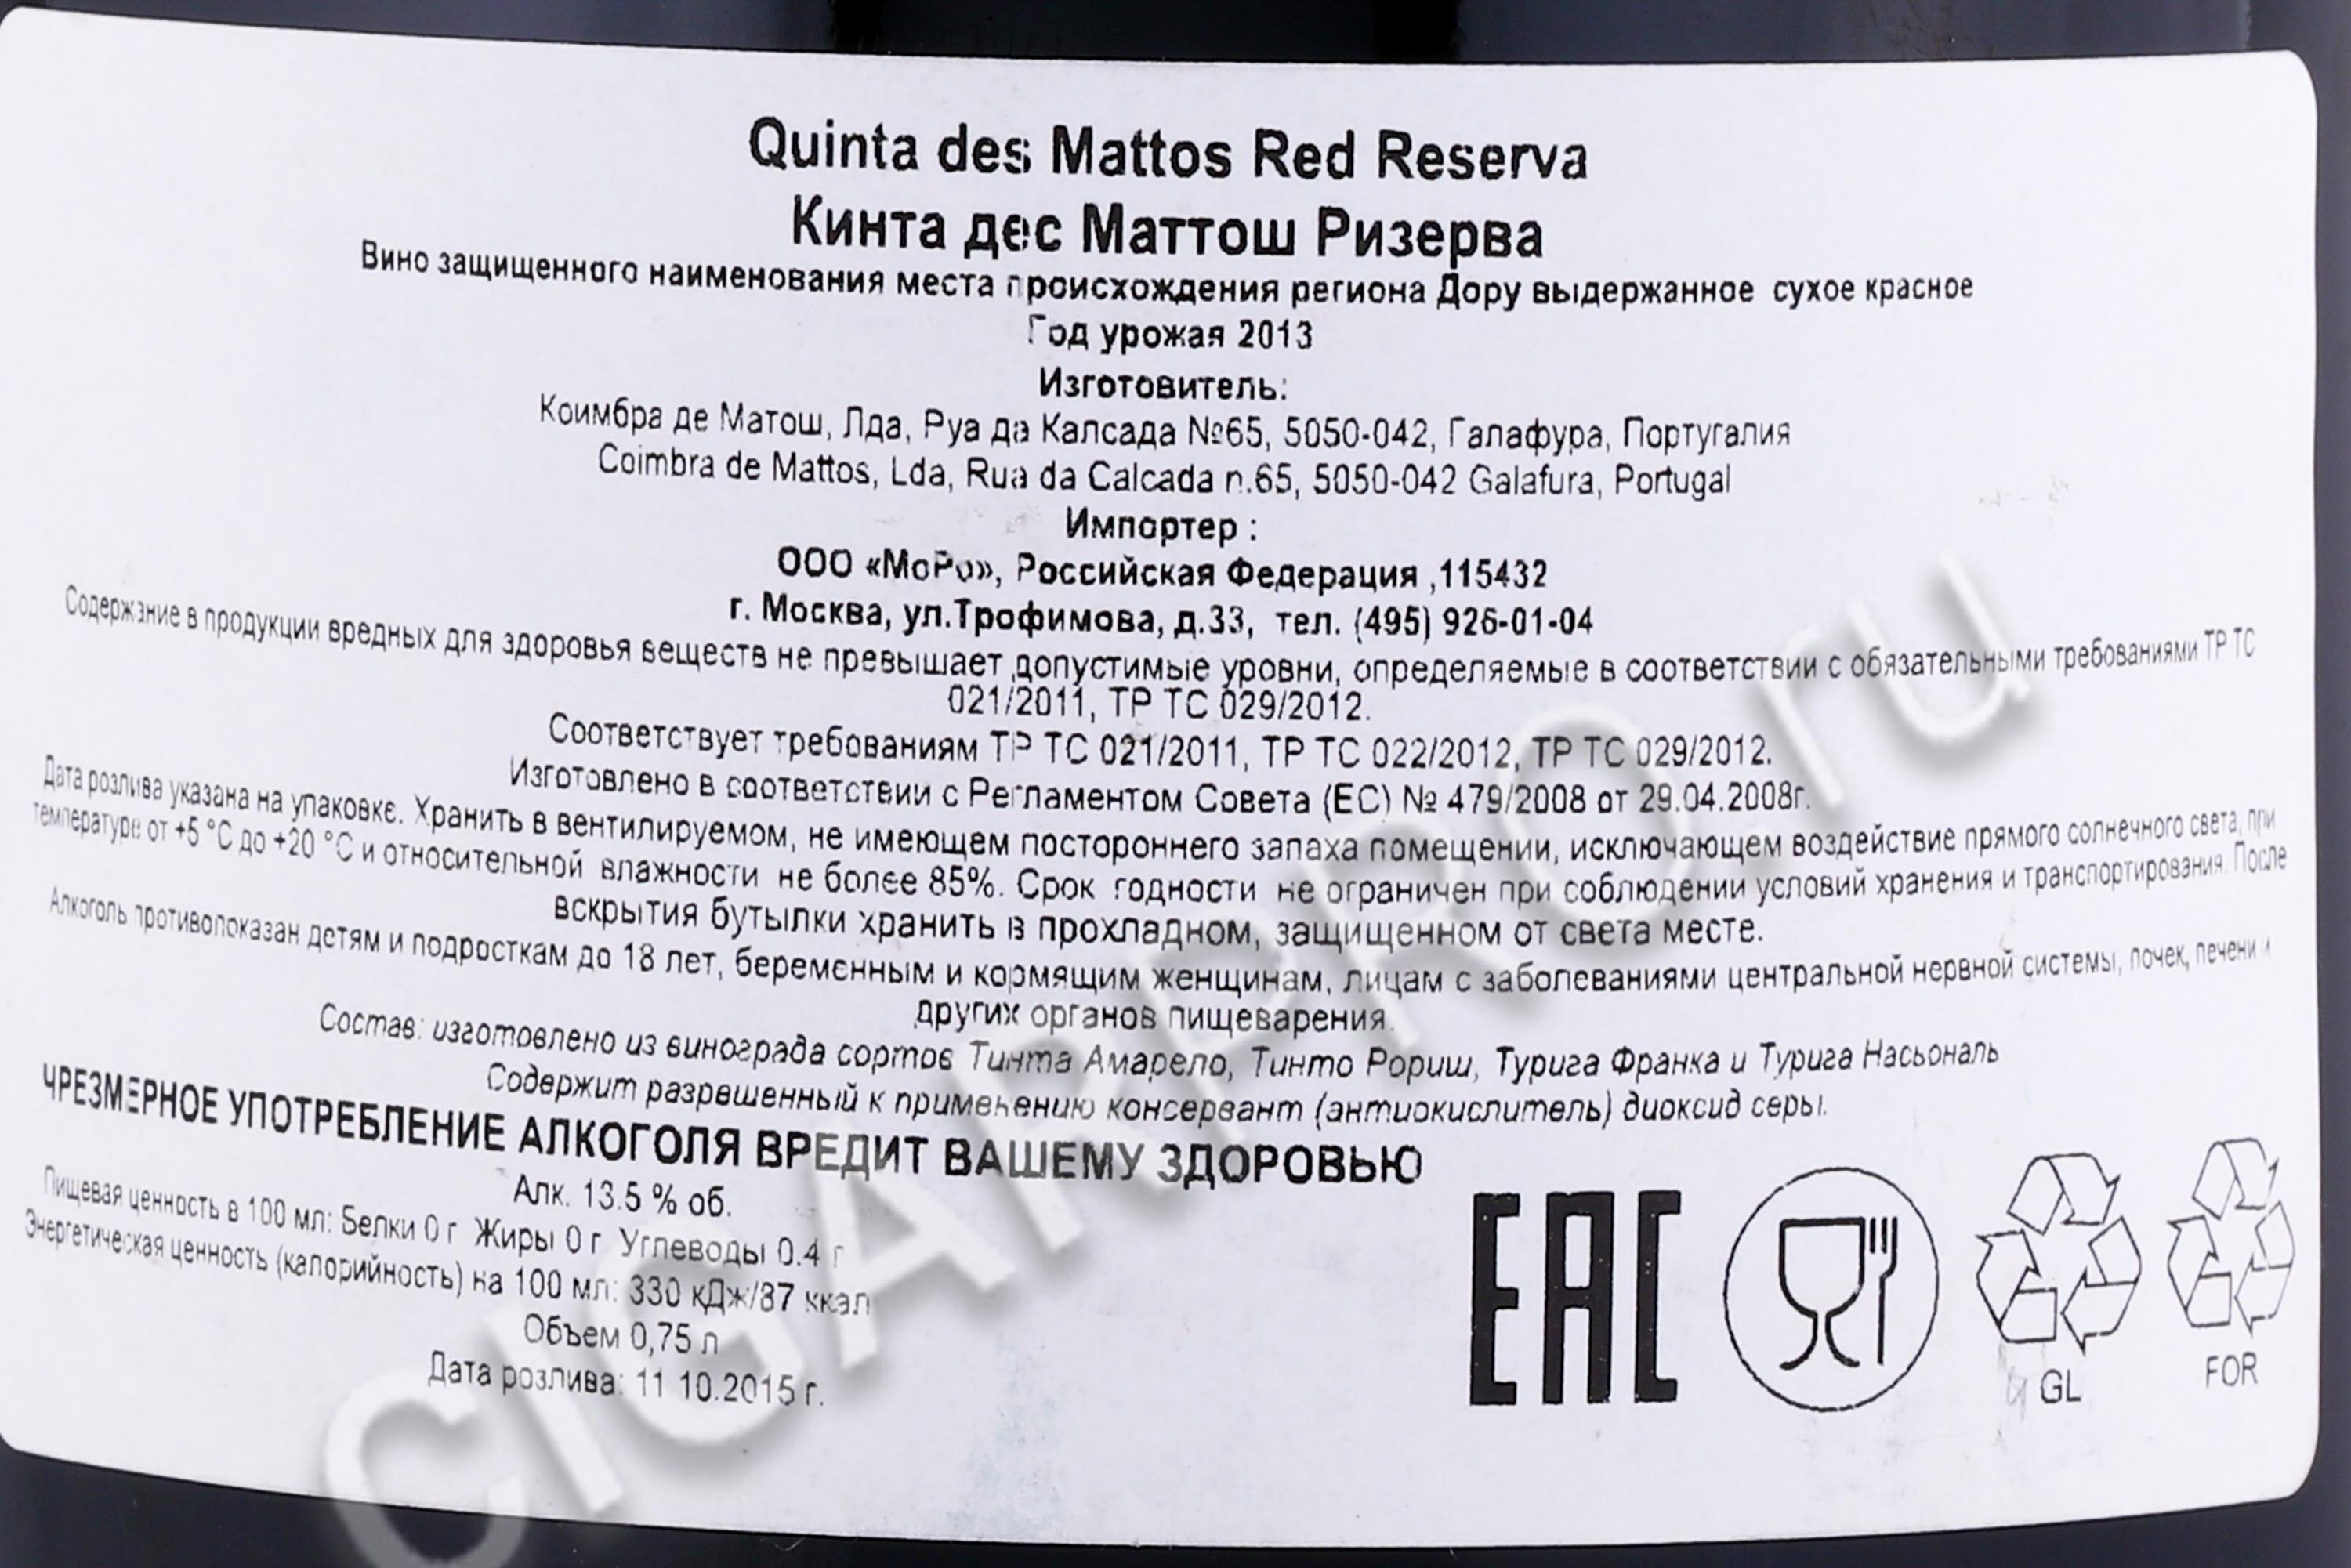 Quinta des Mattos Red Reserva
Кинта дес Маттош Ризерва
Вино защищенного наименования места происхождения региона Дору выдержанное сухое красное
Год урожая 2013
Изготовитель:
Коимбра де Матош, Лда, Руа да Капсада №65, 5050-042, Галафура, Португалия
Coimbra de Mattos, Lda, Rua da Calcada n.65, 5050-042 Galafura, Portugal
Импортер :
ООО «МоРо», Российская Федерация ,115432
г. Москва, ул.Трофимова, д.33, тел. (495) 926-01-04
Содержание в продукции вредных для здоровья веществ не превышает допустимые уровни, определяемые в соответствии с обязательными требованиями ТР ТС
021/2011, ТР ТС 029/2012.
Соответствует требованиям ТР ТС 021/2011, ТР ТС 022/2012, ТР ТС 029/2012.
Изготовлено в соответствии с Регламентом Совета (ЕС) № 479/2008 от 29.04.2008г.
Дата розлива указана на упаковке. Хранить в вентилируемом, не имеющем постороннего запаха помещении, исключающем воздействие прямого солнечного света, при
температуре от +5 °С до +20 °С и относительной влажности не более 85%. Срок годности не ограничен при соблюдении условий хранения и транспортирования. После
вскрытия бутылки хранить в прохладном, защищенном от света месте.
Алкоголь противопоказан детям и подросткам до 18 лет, беременным и кормящим женщинам, лицам с заболеваниями центральной нервной системы, почек, печени и
других органов пищеварения.
Состав: изготовлено из винограда сортов Тинта Амарело, Тинто Рориш, Турига Франка и Турига Насьональ
Содержит разрешенный к применению консервант (антиокислитель) диоксид серы.
ЧРЕЗМЕРНОЕ УПОТРЕБЛЕНИЕ АЛКОГОЛЯ ВРЕДИТ ВАШЕМУ ЗДОРОВЬЮ
Алк. 13.5 % об.
Пищевая ценность в 100 мл: Белки 0 г Жиры 0 г Углеводы 0.4 г
Энергетическая ценность (калорийность) на 100 мл: 330 кДж/87 ккал
Объем 0,75 л
Дата розлива: 11 10.2015 г.
EAC
GL
FOR
CIGARPRO.ru